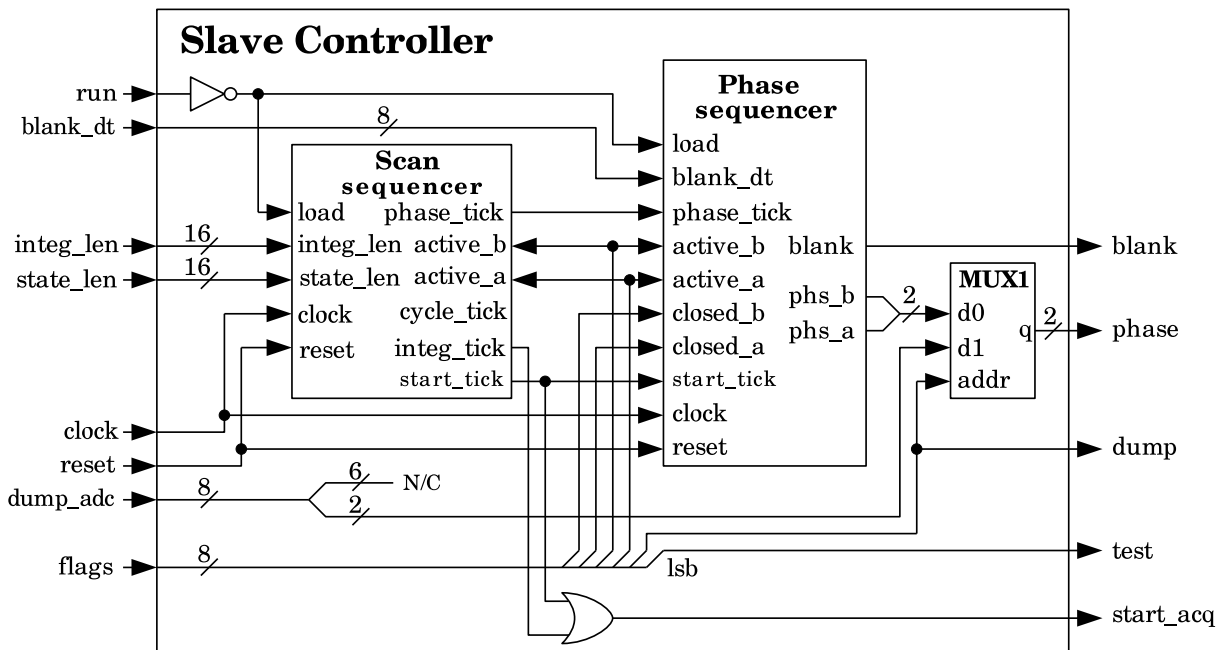 Slave Controller
run
blank_dt
8
Phase
sequencer
load
blank_dt
phase_tick
active_b
active_a
closed_b
closed_a
start_tick
clock
reset
blank
phs_b
phs_a
Scan
sequencer
load
integ_len
state_len
clock
reset
phase_tick
active_b
active_a
cycle_tick
integ_tick
start_tick
integ_len
16
state_len
16
MUX1
d0
d1
addr
q
2
2
blank
phase
clock
reset
dump_adc
8
6
N/C
2
flags
8
lsb
dump
test
start_acq